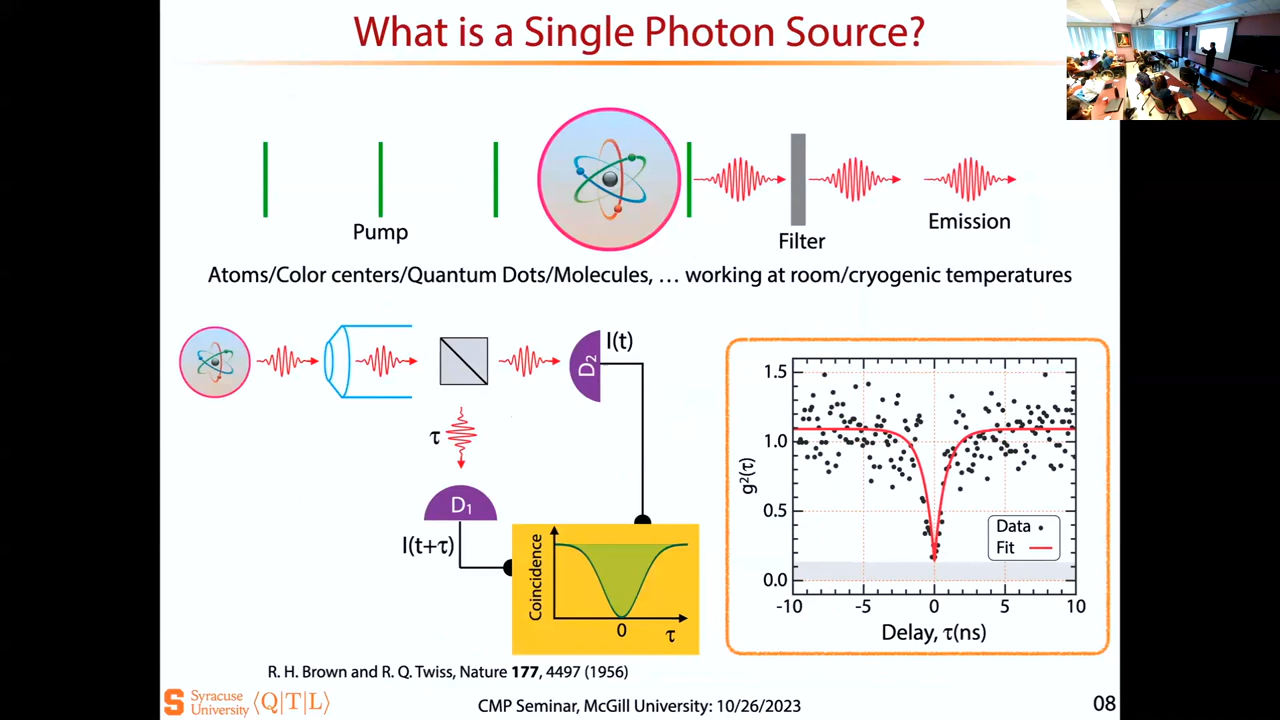 What is a Single Photon Source?
Pump
Filter
Emission
Atoms/Color centers/Quantum Dots/Molecules, … working at room/cryogenic temperatures
I(t)
D2
τ
D1
I(t+τ)
Coincidence
0
τ
1.5
1.0
0.5
0.0
g²(τ)
Data
Fit
-10
-5
0
5
10
Delay, τ(ns)
R. H. Brown and R. Q. Twiss, Nature 177, 4497 (1956)
S Syracuse
University
⟨Q|T|L⟩
CMP Seminar, McGill University: 10/26/2023
08